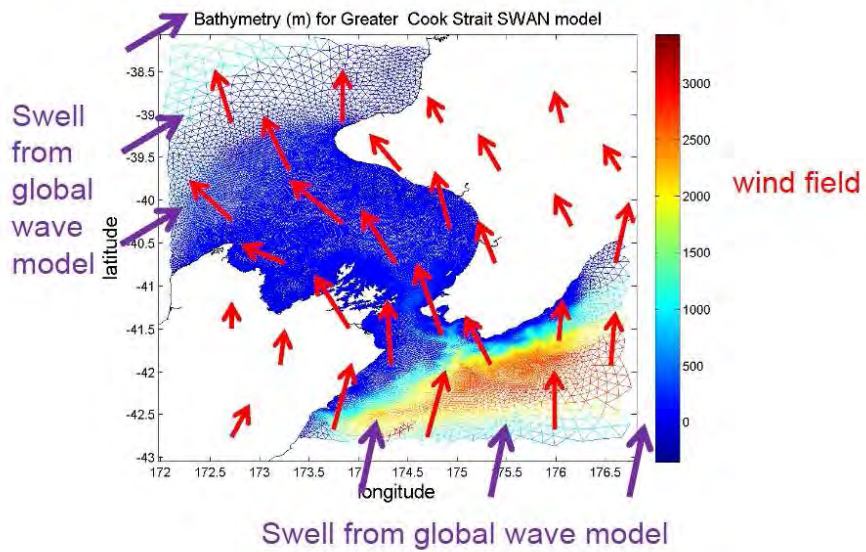 Bathymetry (m) for Greater Cook Strait SWAN model
Swell
from
global
wave
model
latitude
-38.5
-39
-39.5
-40
-40.5
-41
-41.5
-42
-42.5
-43
172
172.5
173
173.5
174
174.5
175
175.5
176
176.5
longitude
3000
2500
2000
1500
1000
500
0
wind field
Swell from global wave model